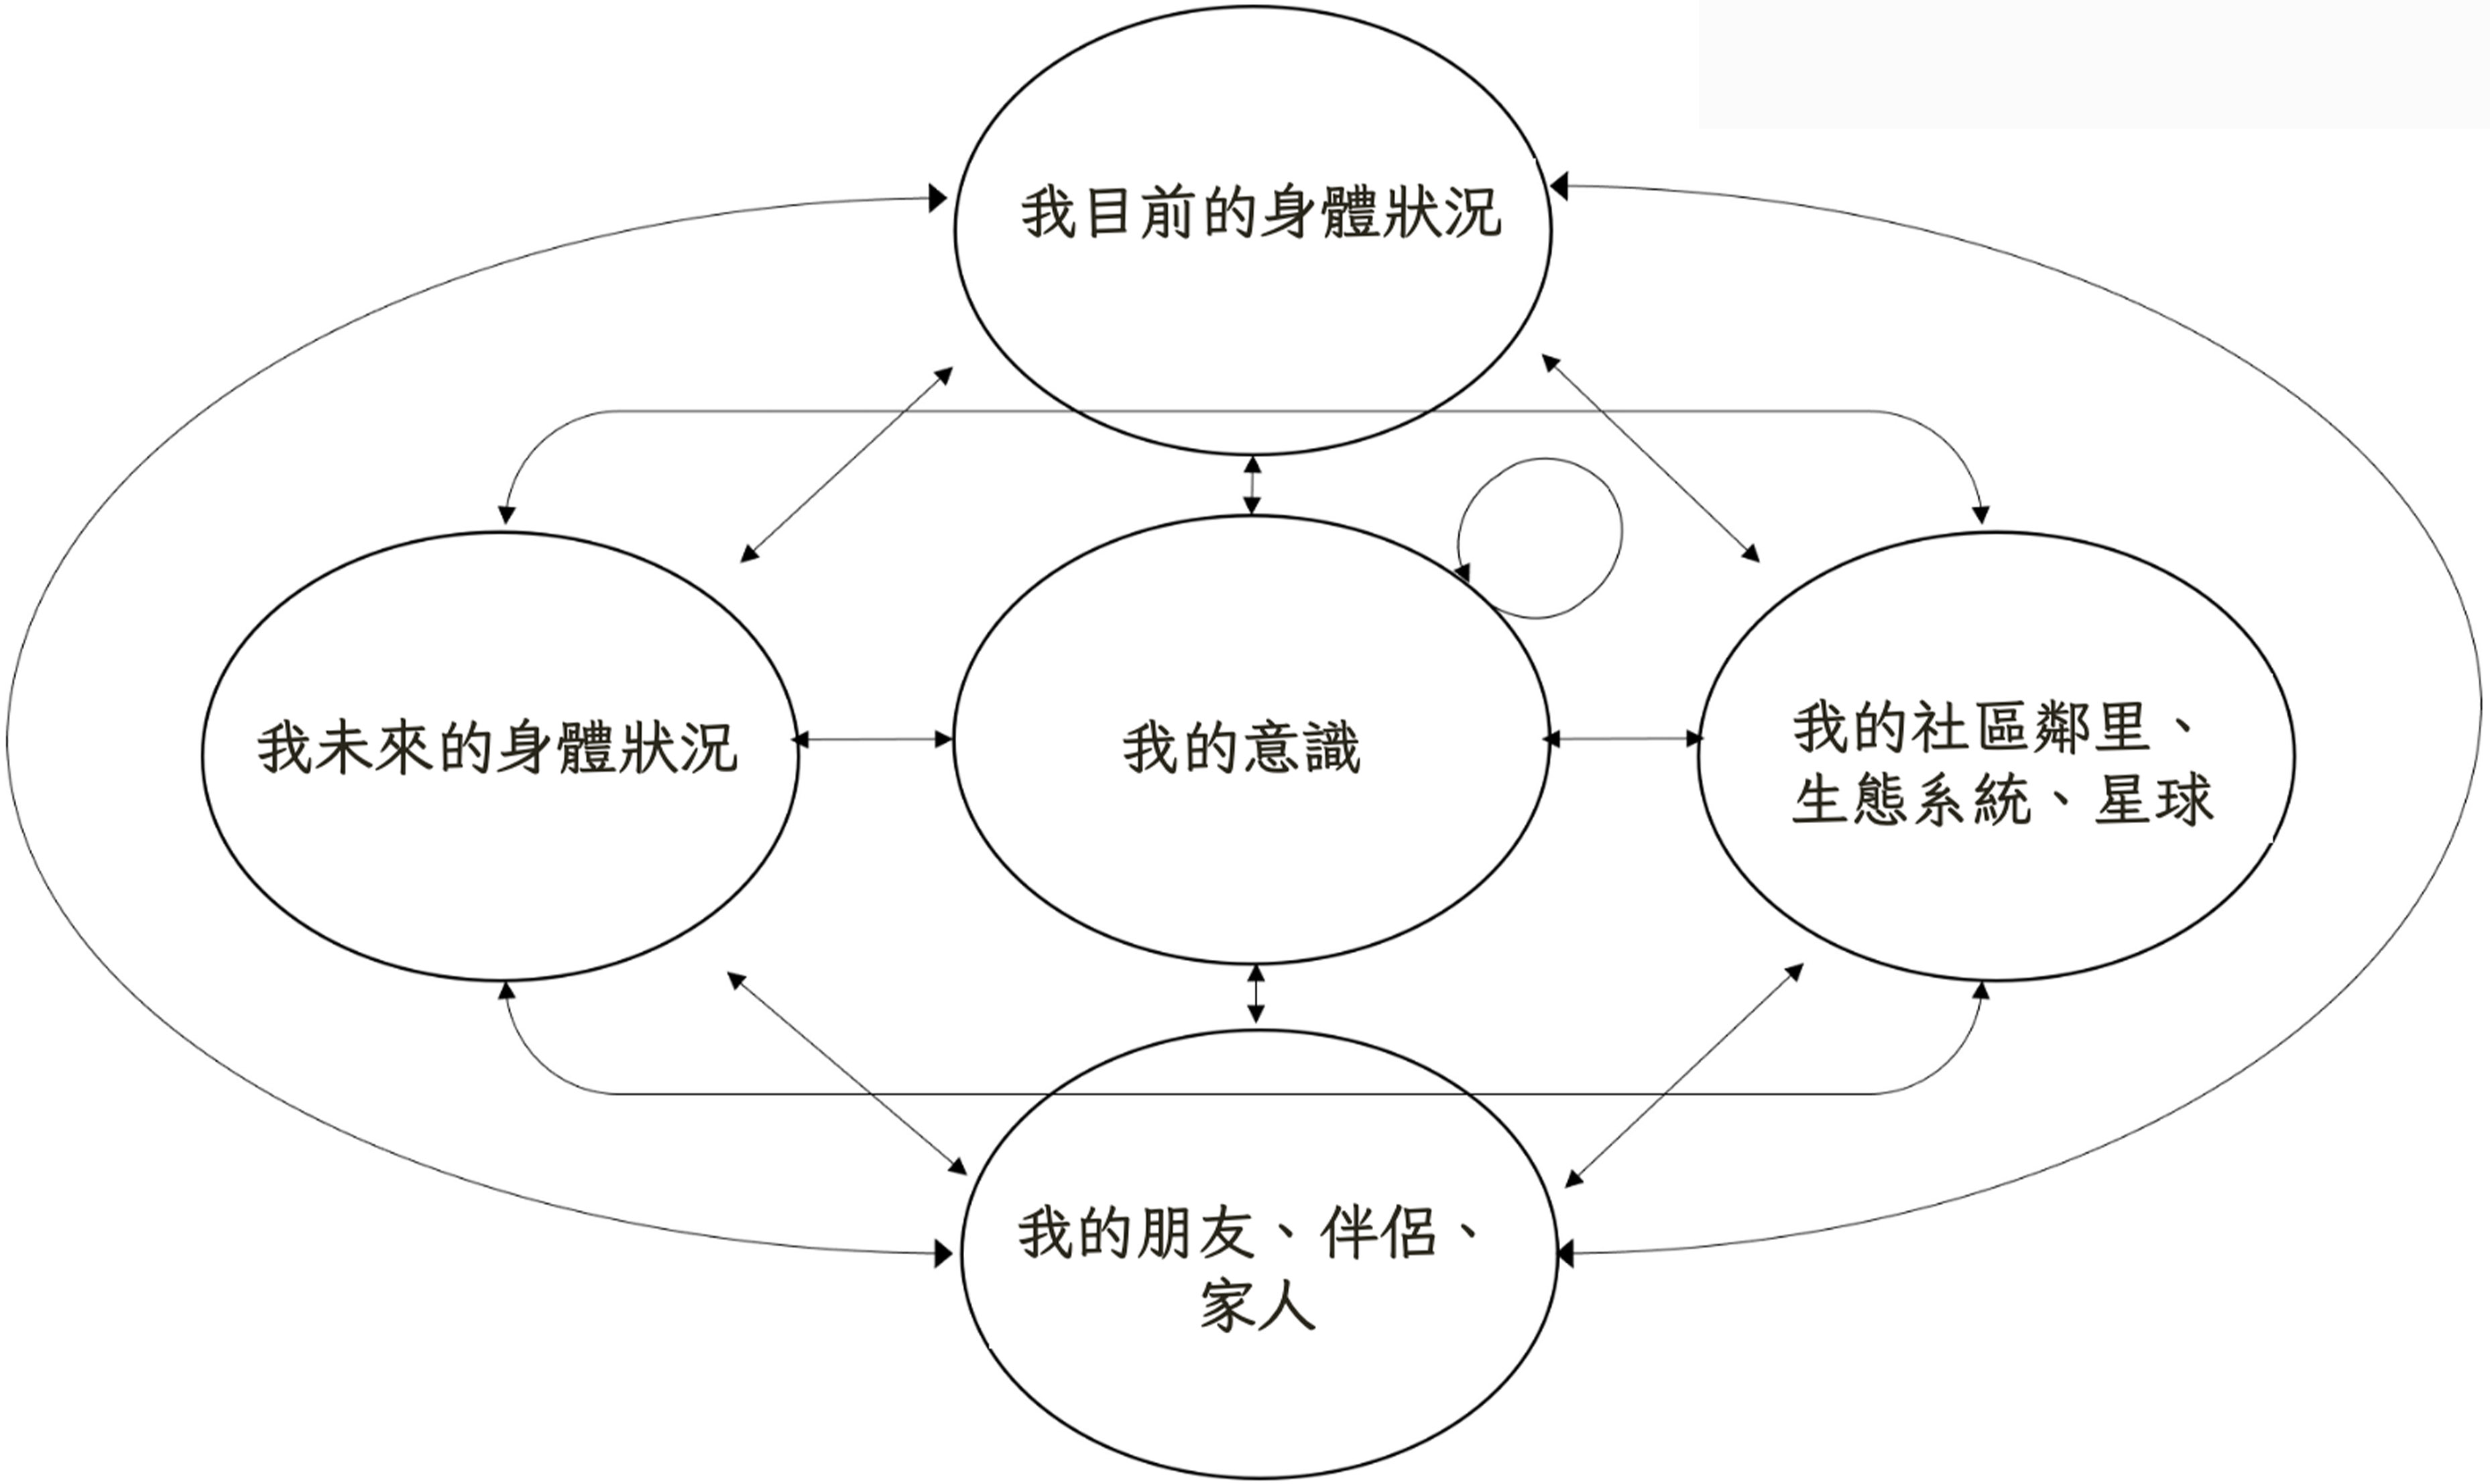 我目前的身體狀況
我未來的身體狀況
我的意識
我的社區鄰里、
生態系統、星球
我的朋友、伴侶、
家人